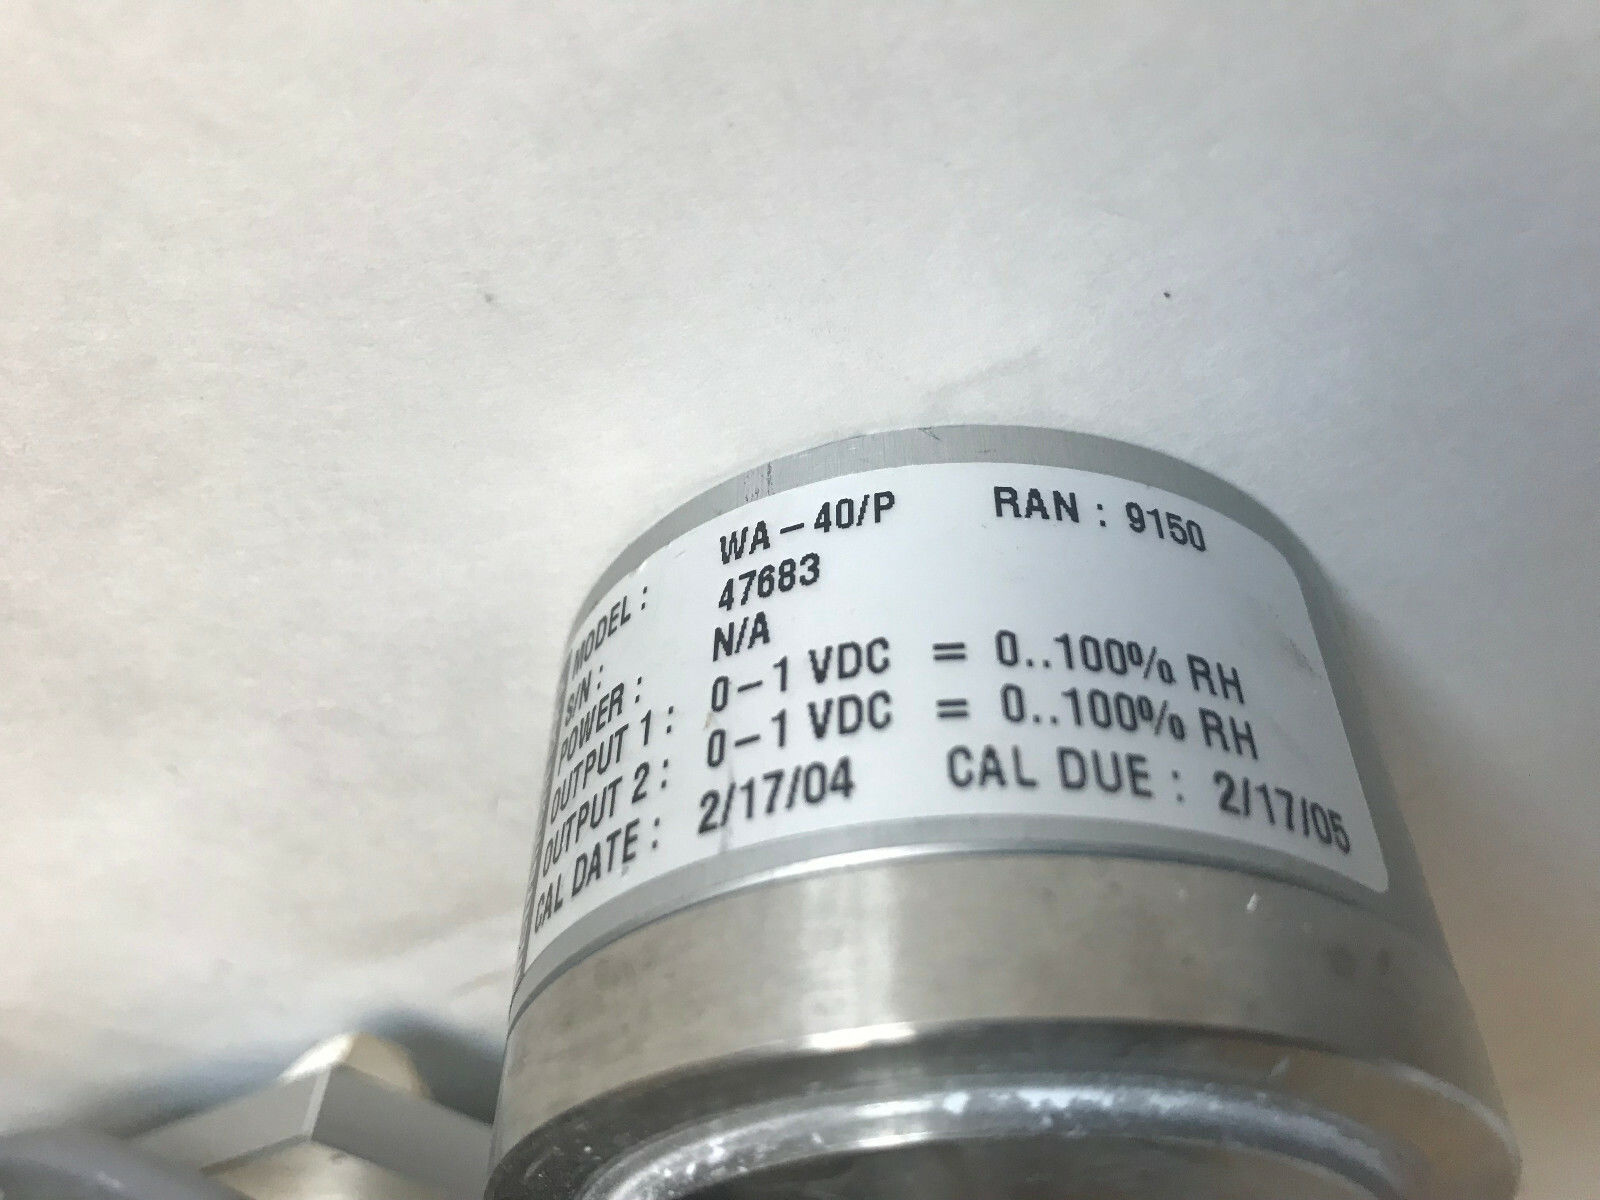 MODEL : WA-40/P RAN : 9150
S/N : 47683
POWER : N/A
OUTPUT 1 : 0-1 VDC = 0..100% RH
OUTPUT 2 : 0-1 VDC = 0..100% RH
CAL DATE : 2/17/04 CAL DUE : 2/17/05